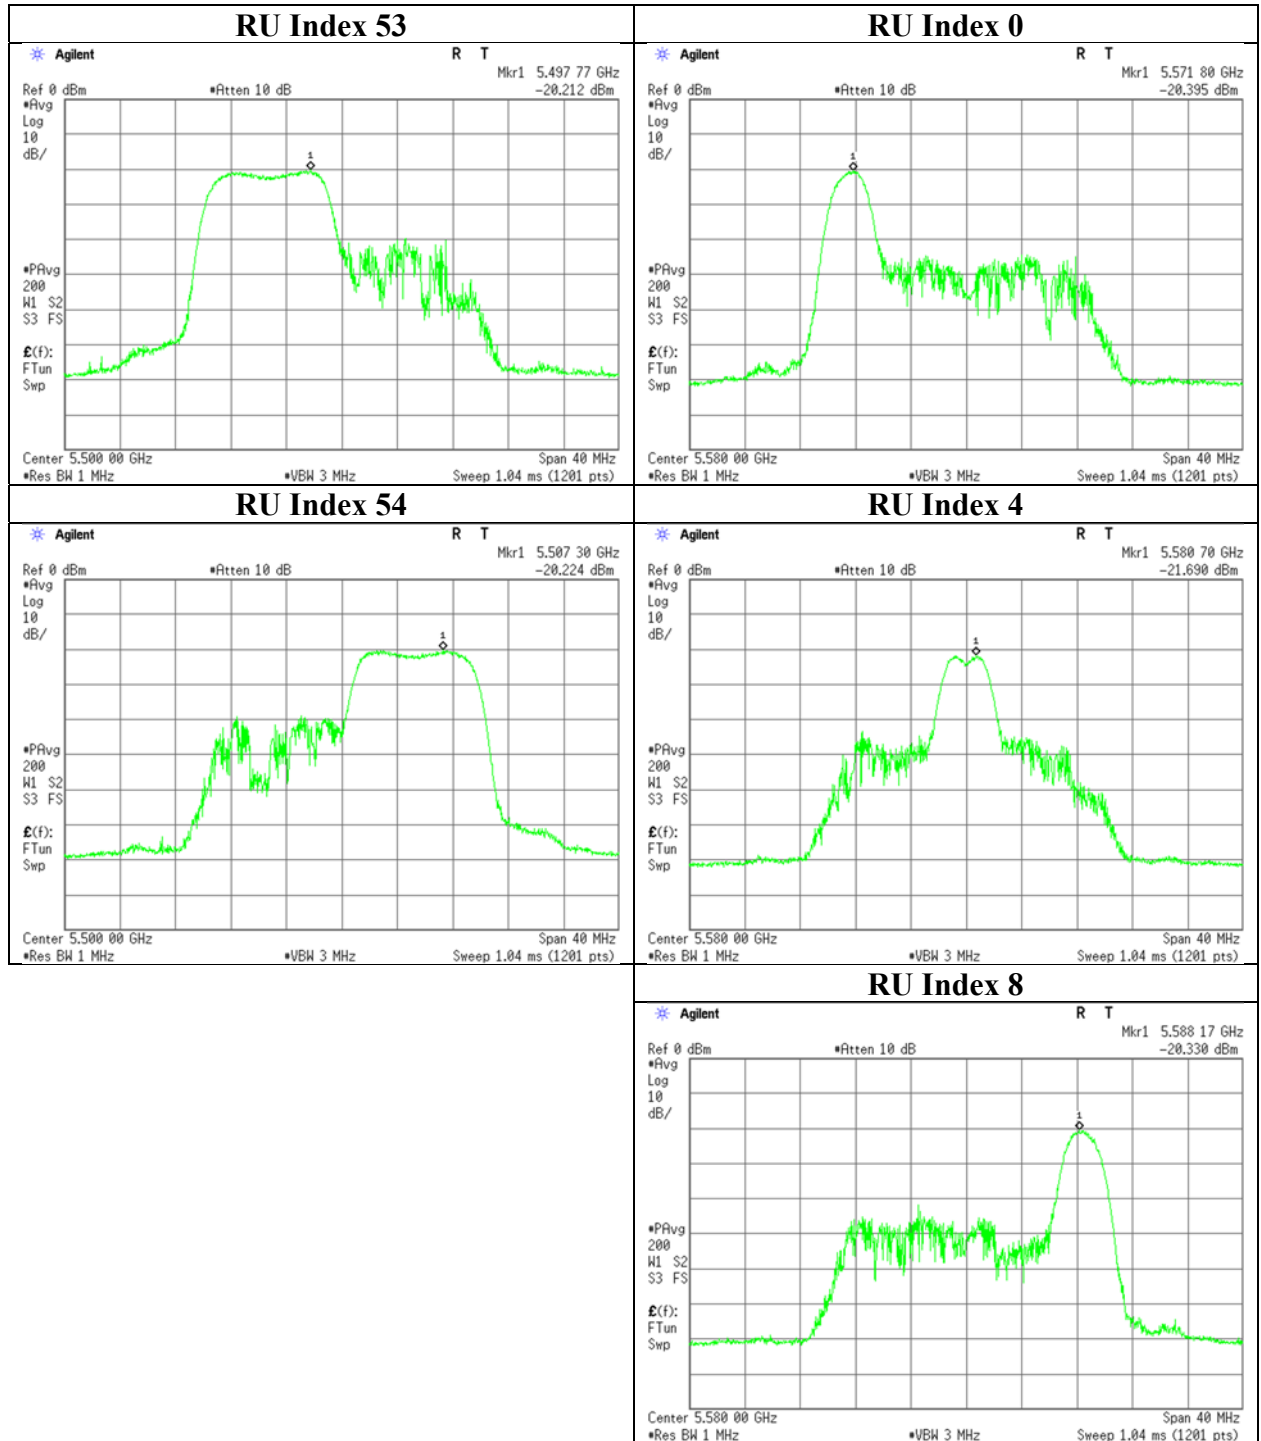 RU Index 53
Agilent
R T
Mkr1 5.497 77 GHz
Ref 0 dBm
*Atten 10 dB
-20.212 dBm
*Avg
Log
10
dB/
1
*PAvg
200
W1 S2
S3 FS
£(f):
FTun
Swp
Center 5.500 00 GHz
Span 40 MHz
*Res BW 1 MHz
*VBW 3 MHz
Sweep 1.04 ms (1201 pts)
RU Index 0
Agilent
R T
Mkr1 5.571 80 GHz
Ref 0 dBm
*Atten 10 dB
-20.395 dBm
*Avg
Log
10
dB/
1
*PAvg
200
W1 S2
S3 FS
£(f):
FTun
Swp
Center 5.580 00 GHz
Span 40 MHz
*Res BW 1 MHz
*VBW 3 MHz
Sweep 1.04 ms (1201 pts)
RU Index 54
Agilent
R T
Mkr1 5.507 30 GHz
Ref 0 dBm
*Atten 10 dB
-20.224 dBm
*Avg
Log
10
dB/
1
*PAvg
200
W1 S2
S3 FS
£(f):
FTun
Swp
Center 5.500 00 GHz
Span 40 MHz
*Res BW 1 MHz
*VBW 3 MHz
Sweep 1.04 ms (1201 pts)
RU Index 4
Agilent
R T
Mkr1 5.580 70 GHz
Ref 0 dBm
*Atten 10 dB
-21.690 dBm
*Avg
Log
10
dB/
1
*PAvg
200
W1 S2
S3 FS
£(f):
FTun
Swp
Center 5.580 00 GHz
Span 40 MHz
*Res BW 1 MHz
*VBW 3 MHz
Sweep 1.04 ms (1201 pts)
RU Index 8
Agilent
R T
Mkr1 5.588 17 GHz
Ref 0 dBm
*Atten 10 dB
-20.330 dBm
*Avg
Log
10
dB/
1
*PAvg
200
W1 S2
S3 FS
£(f):
FTun
Swp
Center 5.580 00 GHz
Span 40 MHz
*Res BW 1 MHz
*VBW 3 MHz
Sweep 1.04 ms (1201 pts)